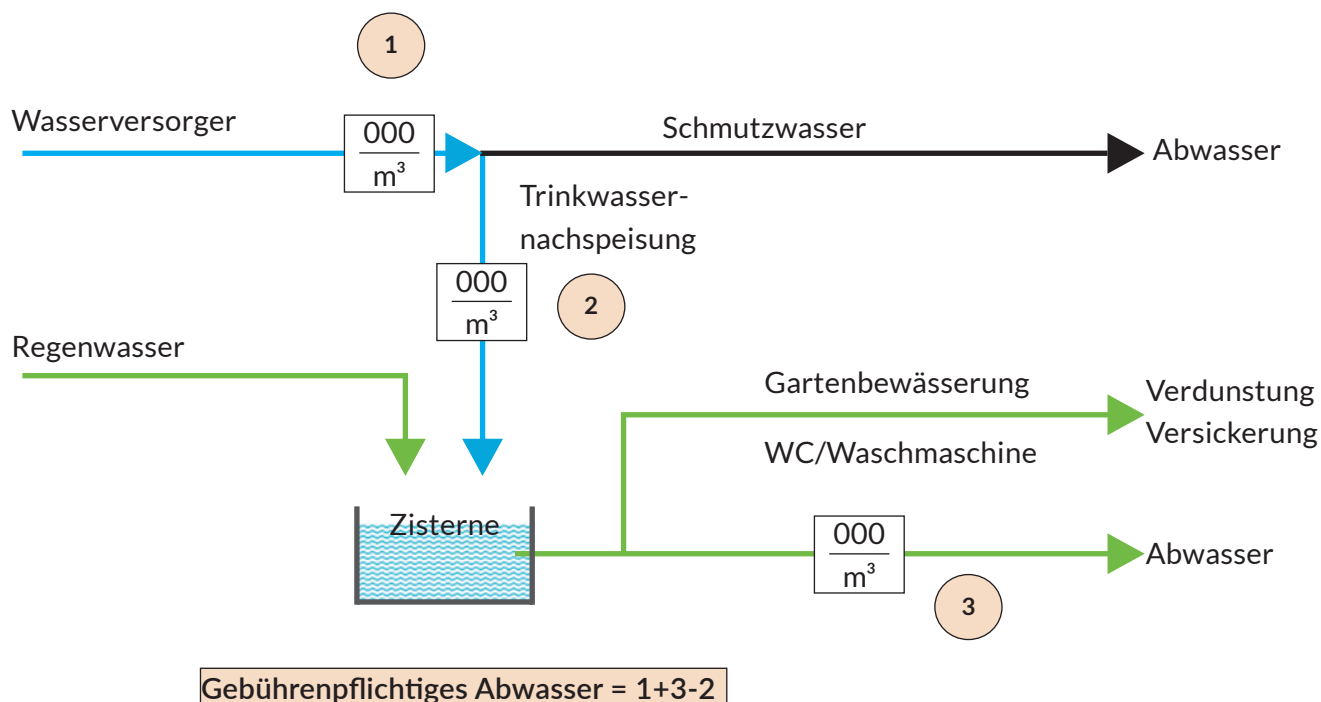 1
Wasserversorger
000
m³
Schmutzwasser
Abwasser
Trinkwasser-
nachspeisung
000
m³
2
Regenwasser
Gartenbewässerung
Verdunstung
Versickerung
WC/Waschmaschine
Zisterne
000
m³
Abwasser
3
Gebührenpflichtiges Abwasser = 1+3-2